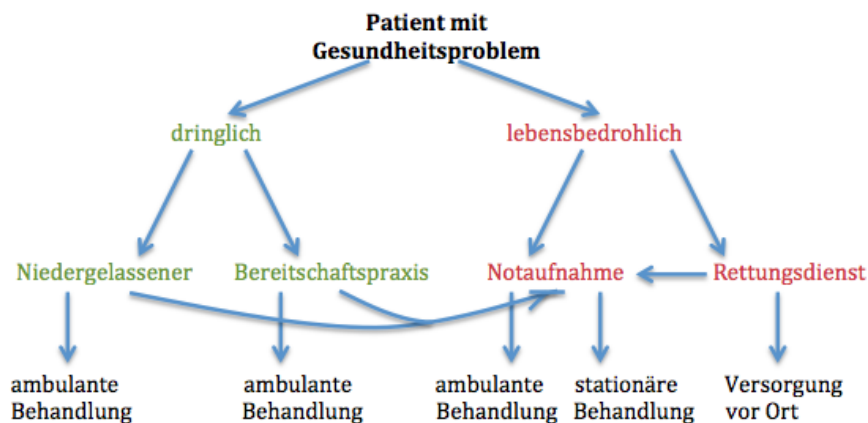 Patient mit
Gesundheitsproblem
dringlich
lebensbedrohlich
Niedergelassener
Bereitschaftspraxis
Notaufnahme
Rettungsdienst
ambulante
Behandlung
ambulante
Behandlung
ambulante
Behandlung
stationäre
Behandlung
Versorgung
vor Ort